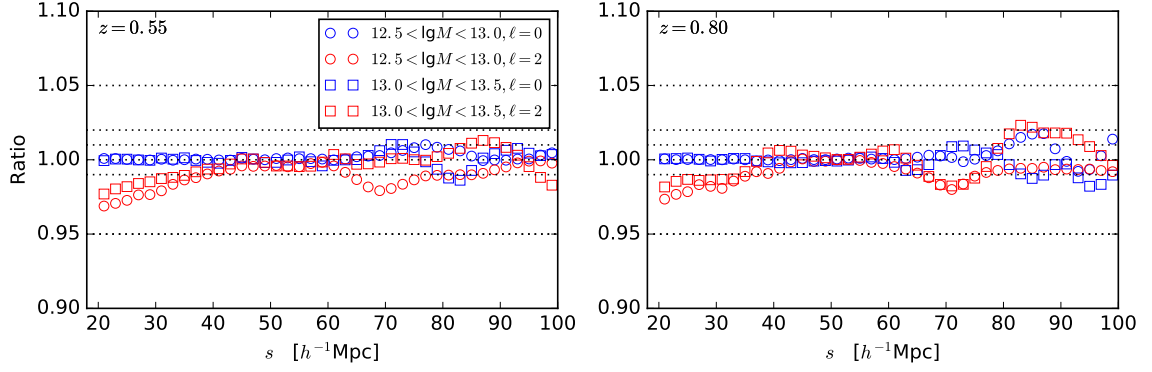 z=0.55
12.5<lgM<13.0, ℓ=0
12.5<lgM<13.0, ℓ=2
13.0<lgM<13.5, ℓ=0
13.0<lgM<13.5, ℓ=2
1.10
1.05
1.00
0.95
0.90
Ratio
20 30 40 50 60 70 80 90 100
s [h⁻¹Mpc]
z=0.80
1.10
1.05
1.00
0.95
0.90
20 30 40 50 60 70 80 90 100
s [h⁻¹Mpc]